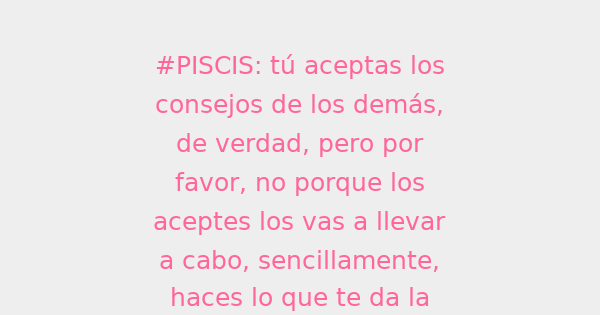 #PISCIS: tú aceptas los
consejos de los demás,
de verdad, pero por
favor, no porque los
aceptes los vas a llevar
a cabo, sencillamente,
haces lo que te da la